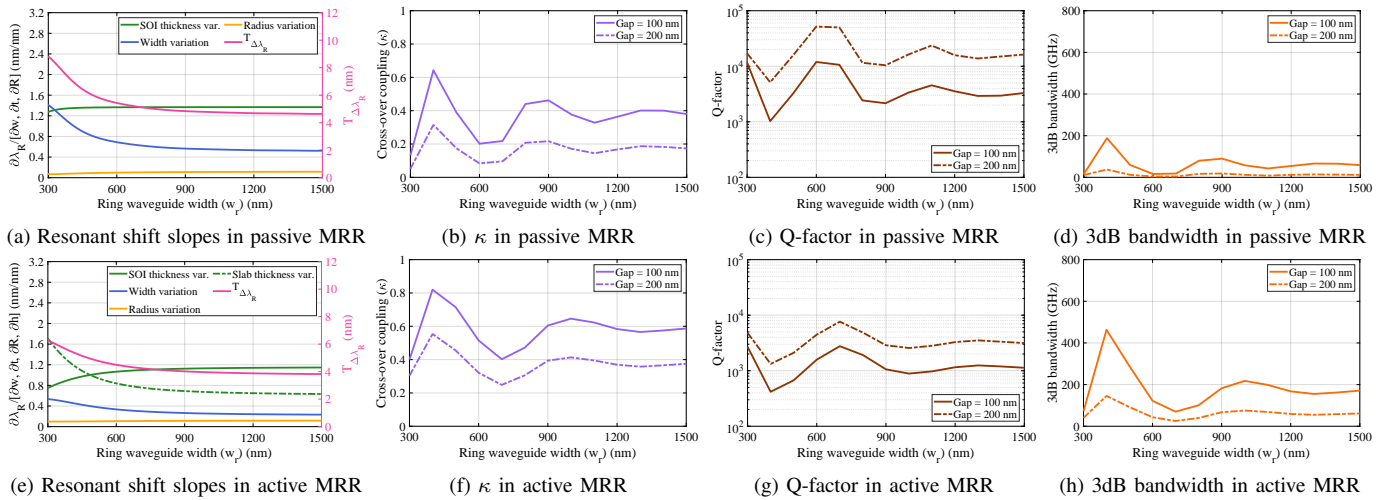 3.2
2.8
2.4
2
1.6
1.2
0.8
0.4
0
12
10
8
6
4
2
0
300
600
900
1200
1500
∂λR/[∂w, ∂t, ∂R] [nm/nm]
TΔλR (nm)
SOI thickness var.
Width variation
Radius variation
TΔλR
Ring waveguide width (wr) (nm)
(a) Resonant shift slopes in passive MRR
1
0.8
0.6
0.4
0.2
0
300
600
900
1200
1500
Cross-over coupling (κ)
Gap = 100 nm
Gap = 200 nm
Ring waveguide width (wr) (nm)
(b) κ in passive MRR
10^5
10^4
10^3
10^2
300
600
900
1200
1500
Q-factor
Gap = 100 nm
Gap = 200 nm
Ring waveguide width (wr) (nm)
(c) Q-factor in passive MRR
800
600
400
200
0
300
600
900
1200
1500
3dB bandwidth (GHz)
Gap = 100 nm
Gap = 200 nm
Ring waveguide width (wr) (nm)
(d) 3dB bandwidth in passive MRR
3.2
2.8
2.4
2
1.6
1.2
0.8
0.4
0
12
10
8
6
4
2
0
300
600
900
1200
1500
∂λR/[∂w, ∂t, ∂R, ∂h] [nm/nm]
TΔλR (nm)
SOI thickness var.
Width variation
Radius variation
Slab thickness var.
TΔλR
Ring waveguide width (wr) (nm)
(e) Resonant shift slopes in active MRR
1
0.8
0.6
0.4
0.2
0
300
600
900
1200
1500
Cross-over coupling (κ)
Gap = 100 nm
Gap = 200 nm
Ring waveguide width (wr) (nm)
(f) κ in active MRR
10^5
10^4
10^3
10^2
300
600
900
1200
1500
Q-factor
Gap = 100 nm
Gap = 200 nm
Ring waveguide width (wr) (nm)
(g) Q-factor in active MRR
800
600
400
200
0
300
600
900
1200
1500
3dB bandwidth (GHz)
Gap = 100 nm
Gap = 200 nm
Ring waveguide width (wr) (nm)
(h) 3dB bandwidth in active MRR